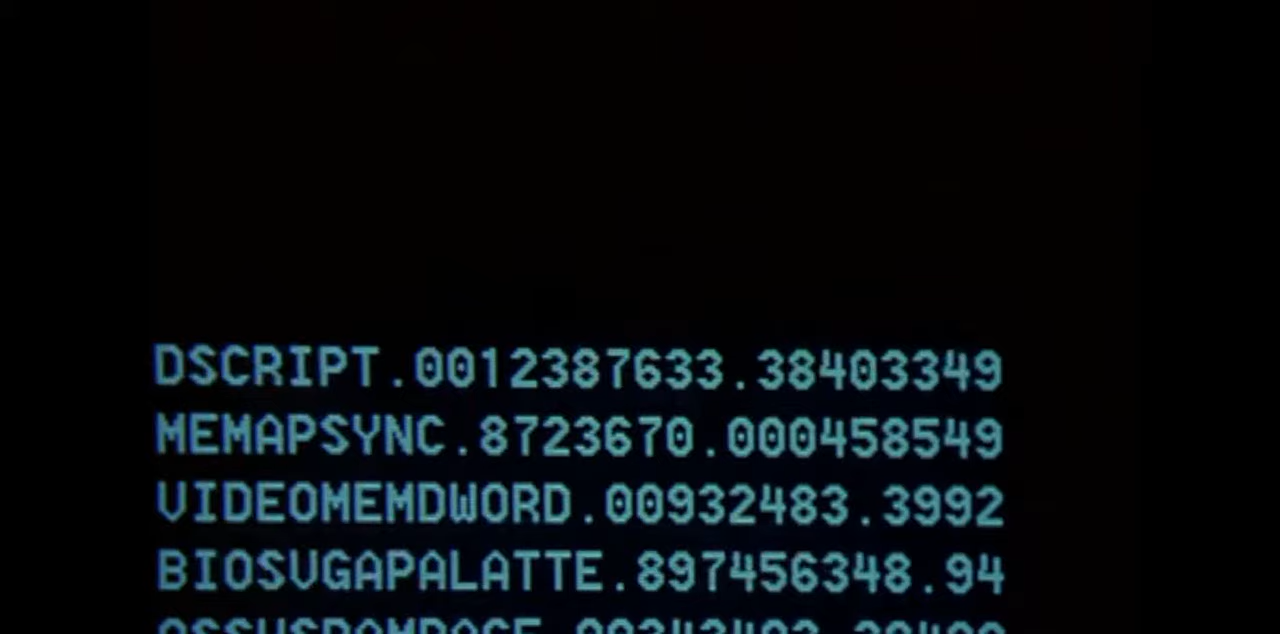 DSCRIPT.0012387633.38403349
MEMAPSYNC.8723670.000458549
VIDEOMEMDWORD.00932483.3992
BIOSVGAPALATTE.897456348.94